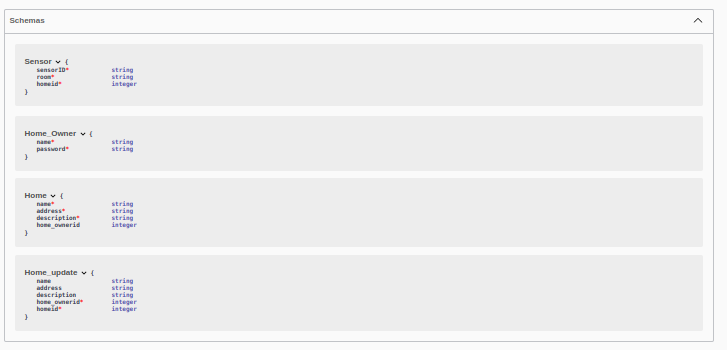 Schemas
Sensor {
sensorID* string
room* string
homeid* integer
}
Home_Owner {
name* string
password* string
}
Home {
name* string
address* string
description* string
home_ownerid integer
}
Home_update {
name string
address string
description string
home_ownerid* integer
homeid* integer
}